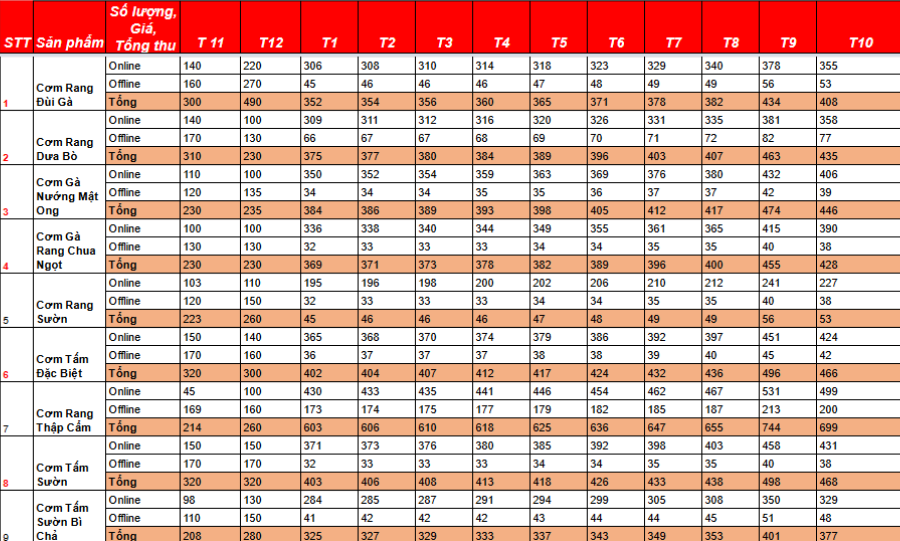 STT Sản phẩm Số lượng, Giá, Tổng thu T 11 T12 T1 T2 T3 T4 T5 T6 T7 T8 T9 T10
1 Cơm Rang Đùi Gà
Online 140 220 306 308 310 314 318 323 329 340 378 355
Offline 160 270 45 46 46 46 47 48 49 49 56 53
Tổng 300 490 352 354 356 360 365 371 378 382 434 408
2 Cơm Rang Dưa Bò
Online 140 100 309 311 312 316 320 326 331 335 381 358
Offline 170 130 66 67 67 68 69 70 71 72 82 77
Tổng 310 230 375 377 380 384 389 396 403 407 463 435
3 Cơm Gà Nướng Mật Ong
Online 110 100 350 352 354 359 363 369 376 380 432 406
Offline 120 135 34 34 34 35 35 36 37 37 42 39
Tổng 230 235 384 386 389 393 398 405 412 417 474 446
4 Cơm Gà Rang Chua Ngọt
Online 100 100 336 338 340 344 349 355 361 365 415 390
Offline 130 130 32 33 33 33 34 34 35 35 40 38
Tổng 230 230 369 371 373 378 382 389 396 400 455 428
5 Cơm Rang Sườn
Online 103 110 195 196 198 200 202 206 210 212 241 227
Offline 120 150 32 33 33 33 34 34 35 35 40 38
Tổng 223 260 45 46 46 46 47 48 49 49 56 53
6 Cơm Tấm Đặc Biệt
Online 150 140 365 368 370 374 379 386 392 397 451 424
Offline 170 160 36 37 37 37 38 38 39 40 45 42
Tổng 320 300 402 404 407 412 417 424 432 436 496 466
7 Cơm Rang Thập Cẩm
Online 45 100 430 433 435 441 446 454 462 467 531 499
Offline 169 160 173 174 175 177 179 182 185 187 213 200
Tổng 214 260 603 606 610 618 625 636 647 655 744 699
8 Cơm Tấm Sườn
Online 150 150 371 373 376 380 385 392 398 403 458 431
Offline 170 170 32 33 33 33 34 34 35 35 40 38
Tổng 320 320 403 406 408 413 418 426 433 438 498 468
9 Cơm Tấm Sườn Bì Chả
Online 98 130 284 285 287 291 294 299 305 308 350 329
Offline 110 150 41 42 42 42 43 44 44 45 51 48
Tổng 208 280 325 327 329 333 337 343 349 353 401 377